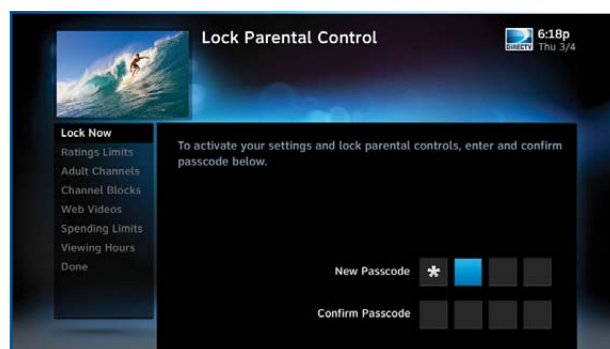 Lock Parental Control
6:18p
DIRECTV Thu 3/4
Lock Now
Ratings Limits
Adult Channels
Channel Blocks
Web Videos
Spending Limits
Viewing Hours
Done
To activate your settings and lock parental controls, enter and confirm
passcode below.
New Passcode *
Confirm Passcode